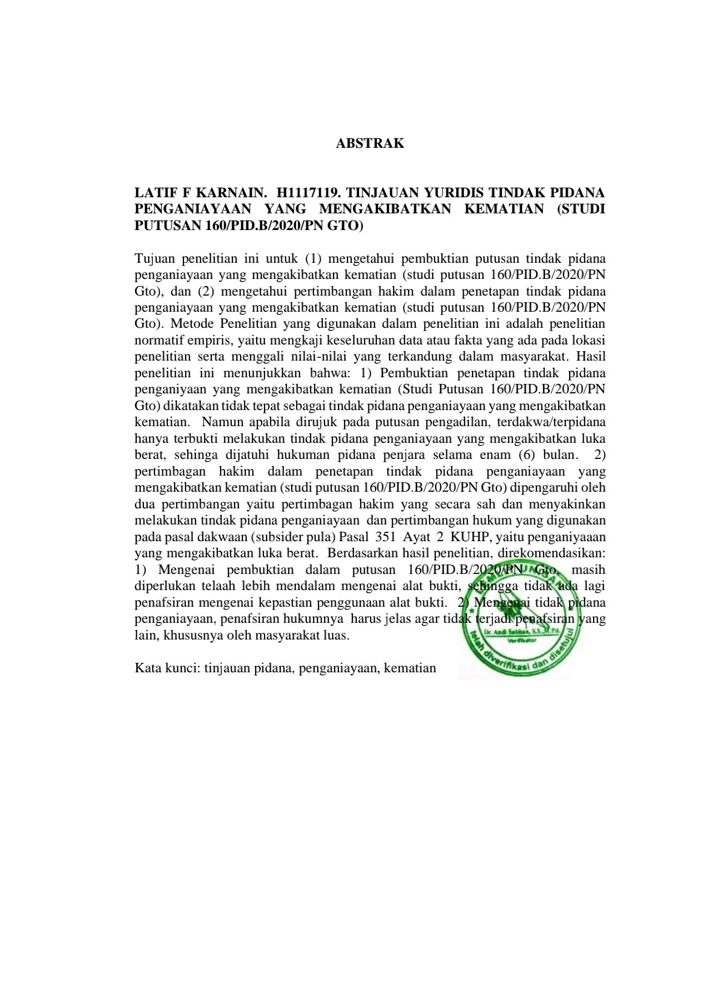 ABSTRAK
LATIF F KARNAIN. H1117119. TINJAUAN YURIDIS TINDAK PIDANA
PENGANIAYAAN YANG MENGAKIBATKAN KEMATIAN (STUDI
PUTUSAN 160/PID.B/2020/PN GTO)
Tujuan penelitian ini untuk (1) mengetahui pembuktian putusan tindak pidana
penganiayaan yang mengakibatkan kematian (studi putusan 160/PID.B/2020/PN
Gto), dan (2) mengetahui pertimbangan hakim dalam penetapan tindak pidana
penganiayaan yang mengakibatkan kematian (studi putusan 160/PID.B/2020/PN
Gto). Metode Penelitian yang digunakan dalam penelitian ini adalah penelitian
normatif empiris, yaitu mengkaji keseluruhan data atau fakta yang ada pada lokasi
penelitian serta menggali nilai-nilai yang terkandung dalam masyarakat. Hasil
penelitian ini menunjukkan bahwa: 1) Pembuktian penetapan tindak pidana
penganiyaan yang mengakibatkan kematian (Studi Putusan 160/PID.B/2020/PN
Gto) dikatakan tidak tepat sebagai tindak pidana penganiayaan yang mengakibatkan
kematian. Namun apabila dirujuk pada putusan pengadilan, terdakwa/terpidana
hanya terbukti melakukan tindak pidana penganiayaan yang mengakibatkan luka
berat, sehinga dijatuhi hukuman pidana penjara selama enam (6) bulan. 2)
pertimbagan hakim dalam penetapan tindak pidana penganiayaan yang
mengakibatkan kematian (studi putusan 160/PID.B/2020/PN Gto) dipengaruhi oleh
dua pertimbangan yaitu pertimbagan hakim yang secara sah dan menyakinkan
melakukan tindak pidana penganiayaan dan pertimbangan hukum yang digunakan
pada pasal dakwaan (subsider pula) Pasal 351 Ayat 2 KUHP, yaitu penganiyaaan
yang mengakibatkan luka berat. Berdasarkan hasil penelitian, direkomendasikan:
1) Mengenai pembuktian dalam putusan 160/PID.B/2020/PN Gto, masih
diperlukan telaah lebih mendalam mengenai alat bukti, sehingga tidak ada lagi
penafsiran mengenai kepastian penggunaan alat bukti. 2) Mengenai tidak pidana
penganiayaan, penafsiran hukumnya harus jelas agar tidak terjadi penafsiran yang
lain, khususnya oleh masyarakat luas.
Dr. Andi Subhan, S.S.,M.Pd.
Verifikator
telah diverifikasi dan disetujui
Kata kunci: tinjauan pidana, penganiayaan, kematian